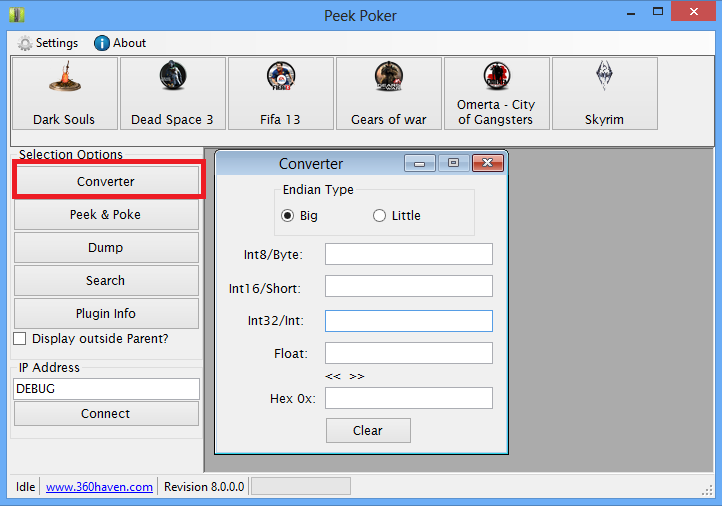 Peek Poker
Settings About
Dark Souls
Dead Space 3
Fifa 13
Gears of war
Omerta - City
of Gangsters
Skyrim
Selection Options
Converter
Peek & Poke
Dump
Search
Plugin Info
Display outside Parent?
IP Address
DEBUG
Connect
Converter
Endian Type
Big Little
Int8/Byte:
Int16/Short:
Int32/Int:
Float:
<< >>
Hex 0x:
Clear
Idle www.360haven.com Revision 8.0.0.0